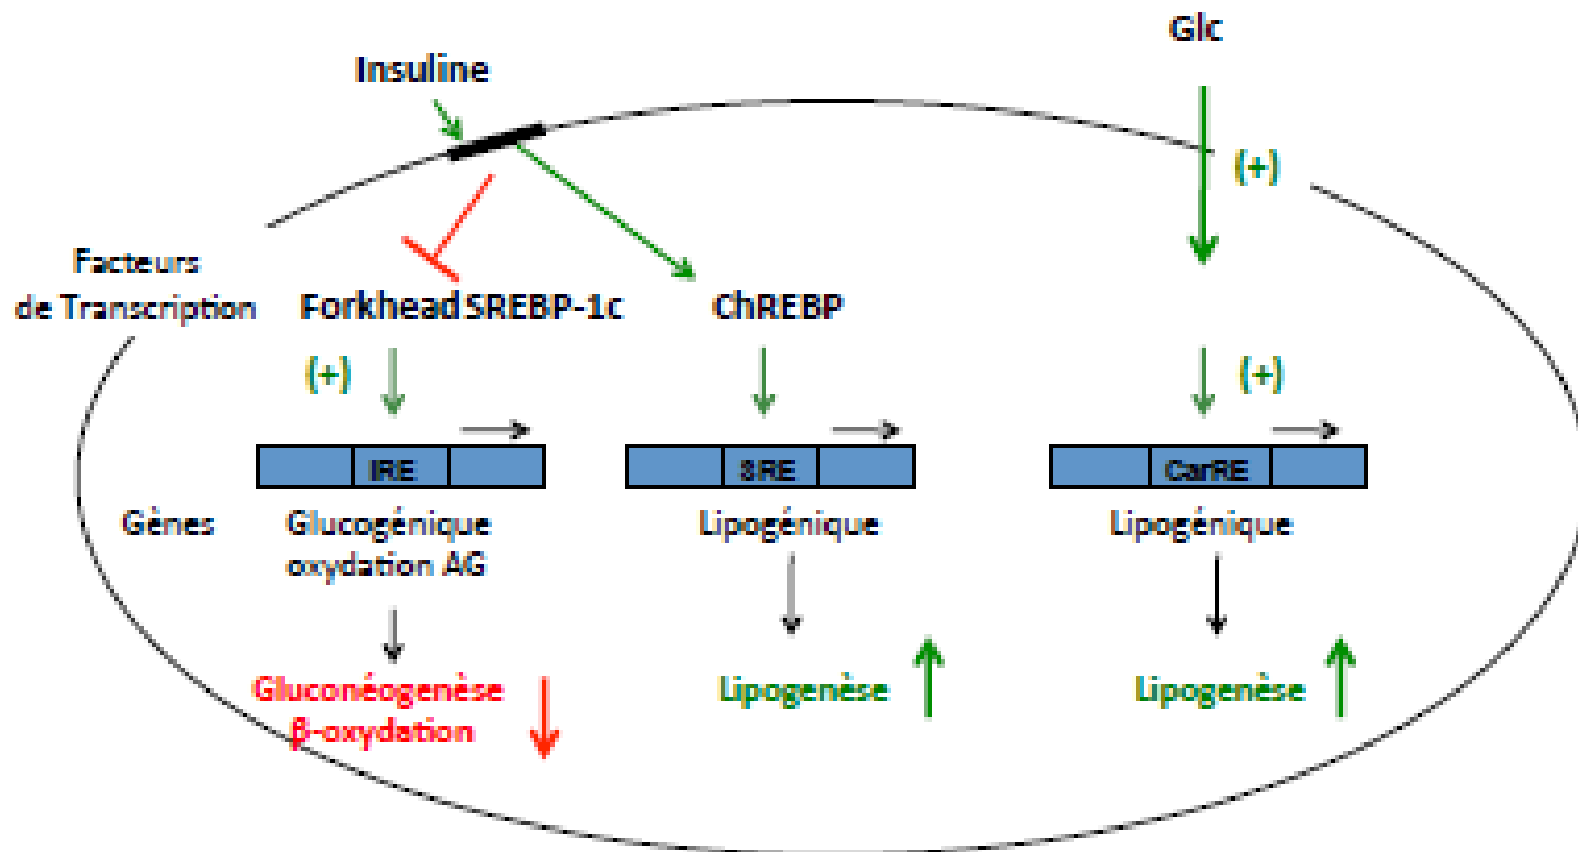 Glc
Insuline
(+)
Facteurs
de Transcription
Forkhead SREBP-1c
ChREBP
(+)
(+)
IRE
SRE
CarRE
Gènes
Glucogénique
oxydation AG
Lipogénique
Lipogénique
Gluconéogenèse
β-oxydation
Lipogenèse
Lipogenèse